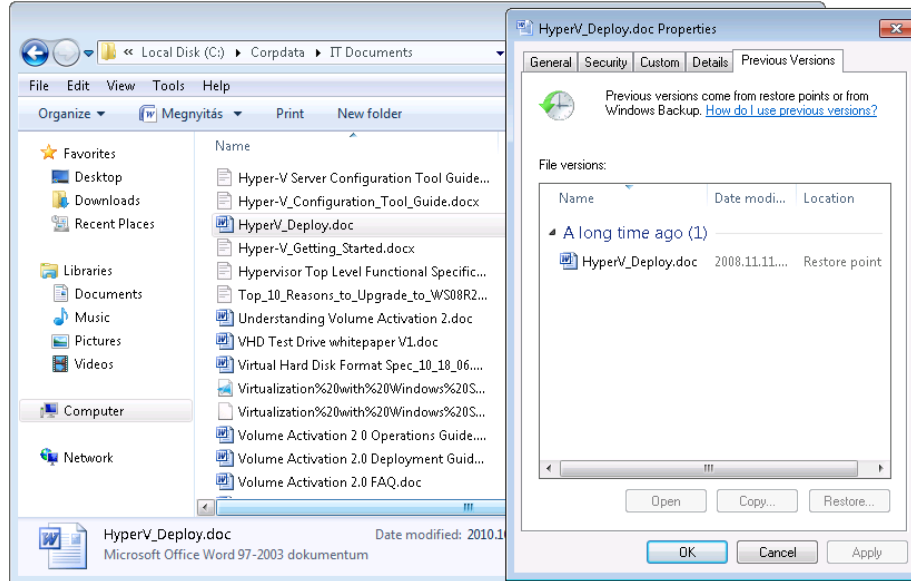 « Local Disk (C:) ▸ Corpdata ▸ IT Documents
File Edit View Tools Help
Organize Megnyitás Print New folder
Favorites
Desktop
Downloads
Recent Places
Libraries
Documents
Music
Pictures
Videos
Computer
Network
Name
Hyper-V Server Configuration Tool Guide...
Hyper-V_Configuration_Tool_Guide.docx
HyperV_Deploy.doc
Hyper-V_Getting_Started.docx
Hypervisor Top Level Functional Specific...
Top_10_Reasons_to_Upgrade_to_WS08R2...
Understanding Volume Activation 2.doc
VHD Test Drive whitepaper V1.doc
Virtual Hard Disk Format Spec_10_18_06....
Virtualization%20with%20Windows%20S...
Virtualization%20with%20Windows%20S...
Volume Activation 2 0 Operations Guide....
Volume Activation 2.0 Deployment Guid...
Volume Activation 2.0 FAQ.doc
HyperV_Deploy.doc Date modified: 2010.10
Microsoft Office Word 97-2003 dokumentum
HyperV_Deploy.doc Properties
General Security Custom Details Previous Versions
Previous versions come from restore points or from
Windows Backup. How do I use previous versions?
File versions:
Name Date modi... Location
A long time ago (1)
HyperV_Deploy.doc 2008.11.11.... Restore point
Open Copy... Restore...
OK Cancel Apply